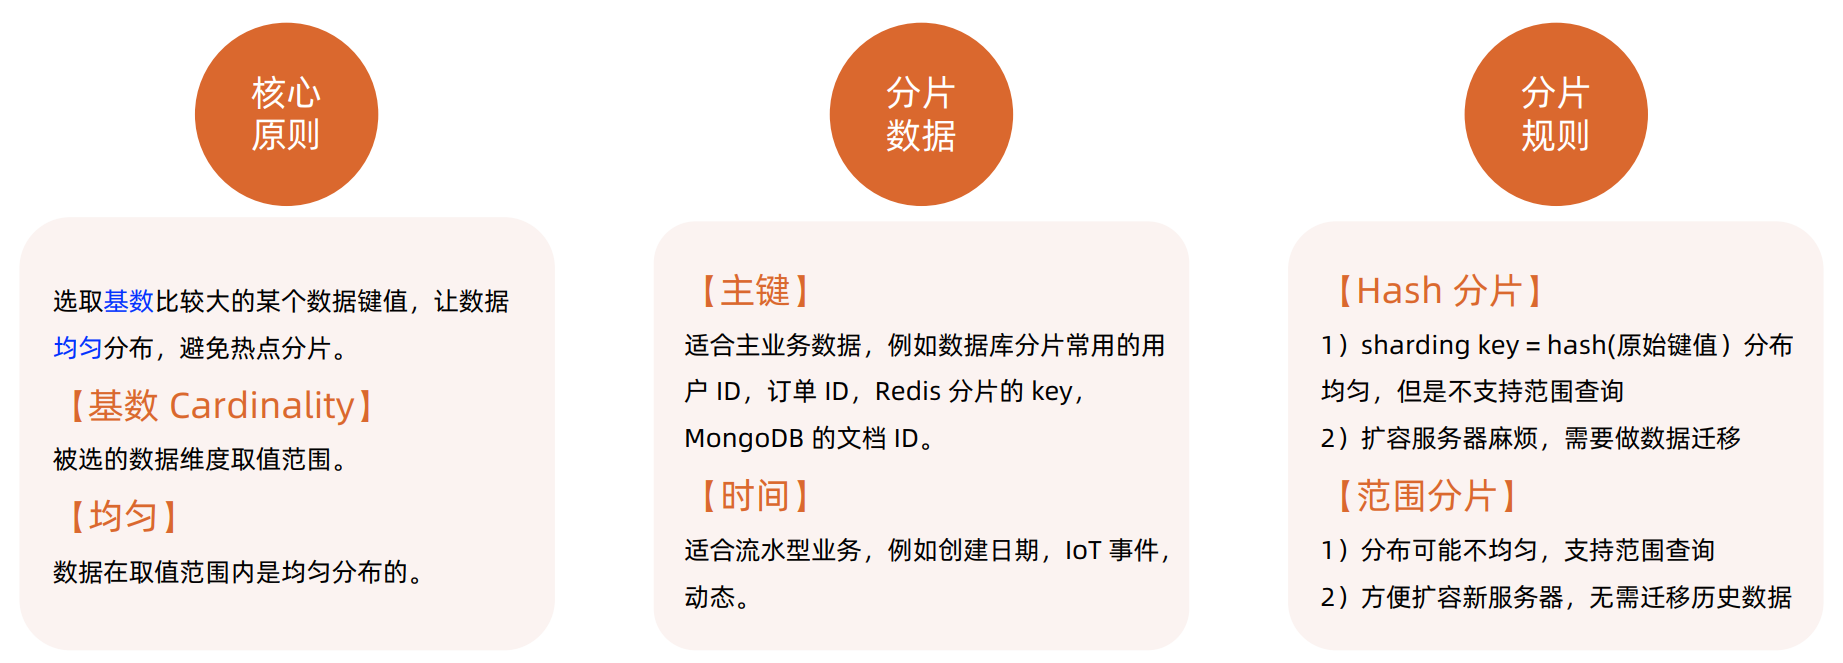 核心
原则
选取基数比较大的某个数据键值，让数据
均匀分布，避免热点分片。
【基数 Cardinality】
被选的数据维度取值范围。
【均匀】
数据在取值范围内是均匀分布的。
分片
数据
【主键】
适合主业务数据，例如数据库分片常用的用
户 ID，订单 ID，Redis 分片的 key，
MongoDB 的文档 ID。
【时间】
适合流水型业务，例如创建日期，IoT 事件，
动态。
分片
规则
【Hash 分片】
1）sharding key = hash(原始键值）分布
均匀，但是不支持范围查询
2）扩容服务器麻烦，需要做数据迁移
【范围分片】
1）分布可能不均匀，支持范围查询
2）方便扩容新服务器，无需迁移历史数据